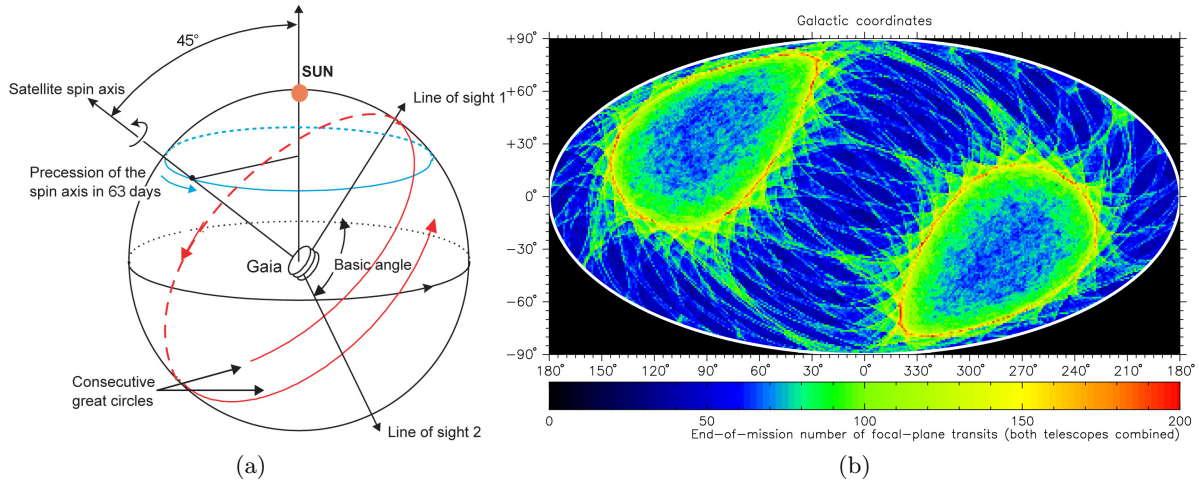 45°
SUN
Satellite spin axis
Line of sight 1
Precession of the
spin axis in 63 days
Gaia
Basic angle
Consecutive
great circles
Line of sight 2
(a)
Galactic coordinates
+90°
+60°
+30°
0°
−30°
−60°
−90°
180° 150° 120° 90° 60° 30° 0° 330° 300° 270° 240° 210° 180°
0 50 100 150 200
End−of−mission number of focal−plane transits (both telescopes combined)
(b)